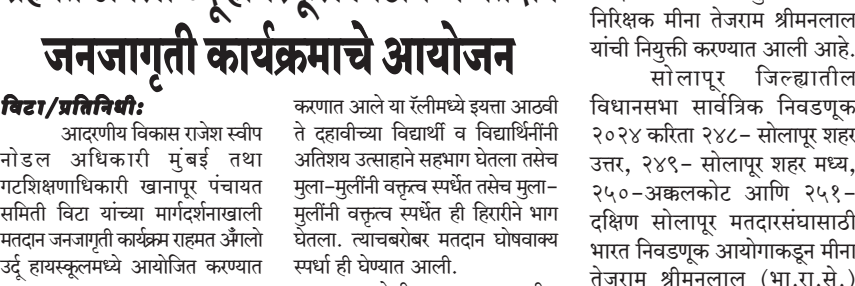 जनजागृती कार्यक्रमाचे आयोजन
विटा/प्रतिनिधी:
आदरणीय विकास राजेश स्वीप
नोडल अधिकारी मुंबई तथा
गटशिक्षणाधिकारी खानापूर पंचायत
समिती विटा यांच्या मार्गदर्शनाखाली
मतदान जनजागृती कार्यक्रम राहमत अँगलो
उर्दू हायस्कूलमध्ये आयोजित करण्यात
करणात आले या रॅलीमध्ये इयत्ता आठवी
ते दहावीच्या विद्यार्थी व विद्यार्थिनींनी
अतिशय उत्साहाने सहभाग घेतला तसेच
मुला-मुलींनी वक्तृत्व स्पर्धेत तसेच मुला-
मुलींनी वक्तृत्व स्पर्धेत ही हिरारीने भाग
घेतला. त्याचबरोबर मतदान घोषवाक्य
स्पर्धा ही घेण्यात आली.
निरिक्षक मीना तेजराम श्रीमनलाल
यांची नियुक्ती करण्यात आली आहे.
सोलापूर जिल्ह्यातील
विधानसभा सार्वत्रिक निवडणूक
२०२४ करिता २४८- सोलापूर शहर
उत्तर, २४९- सोलापूर शहर मध्य,
२५०-अक्कलकोट आणि २५१-
दक्षिण सोलापूर मतदारसंघासाठी
भारत निवडणूक आयोगाकडून मीना
तेजराम श्रीमनलाल (भा.रा.से.)